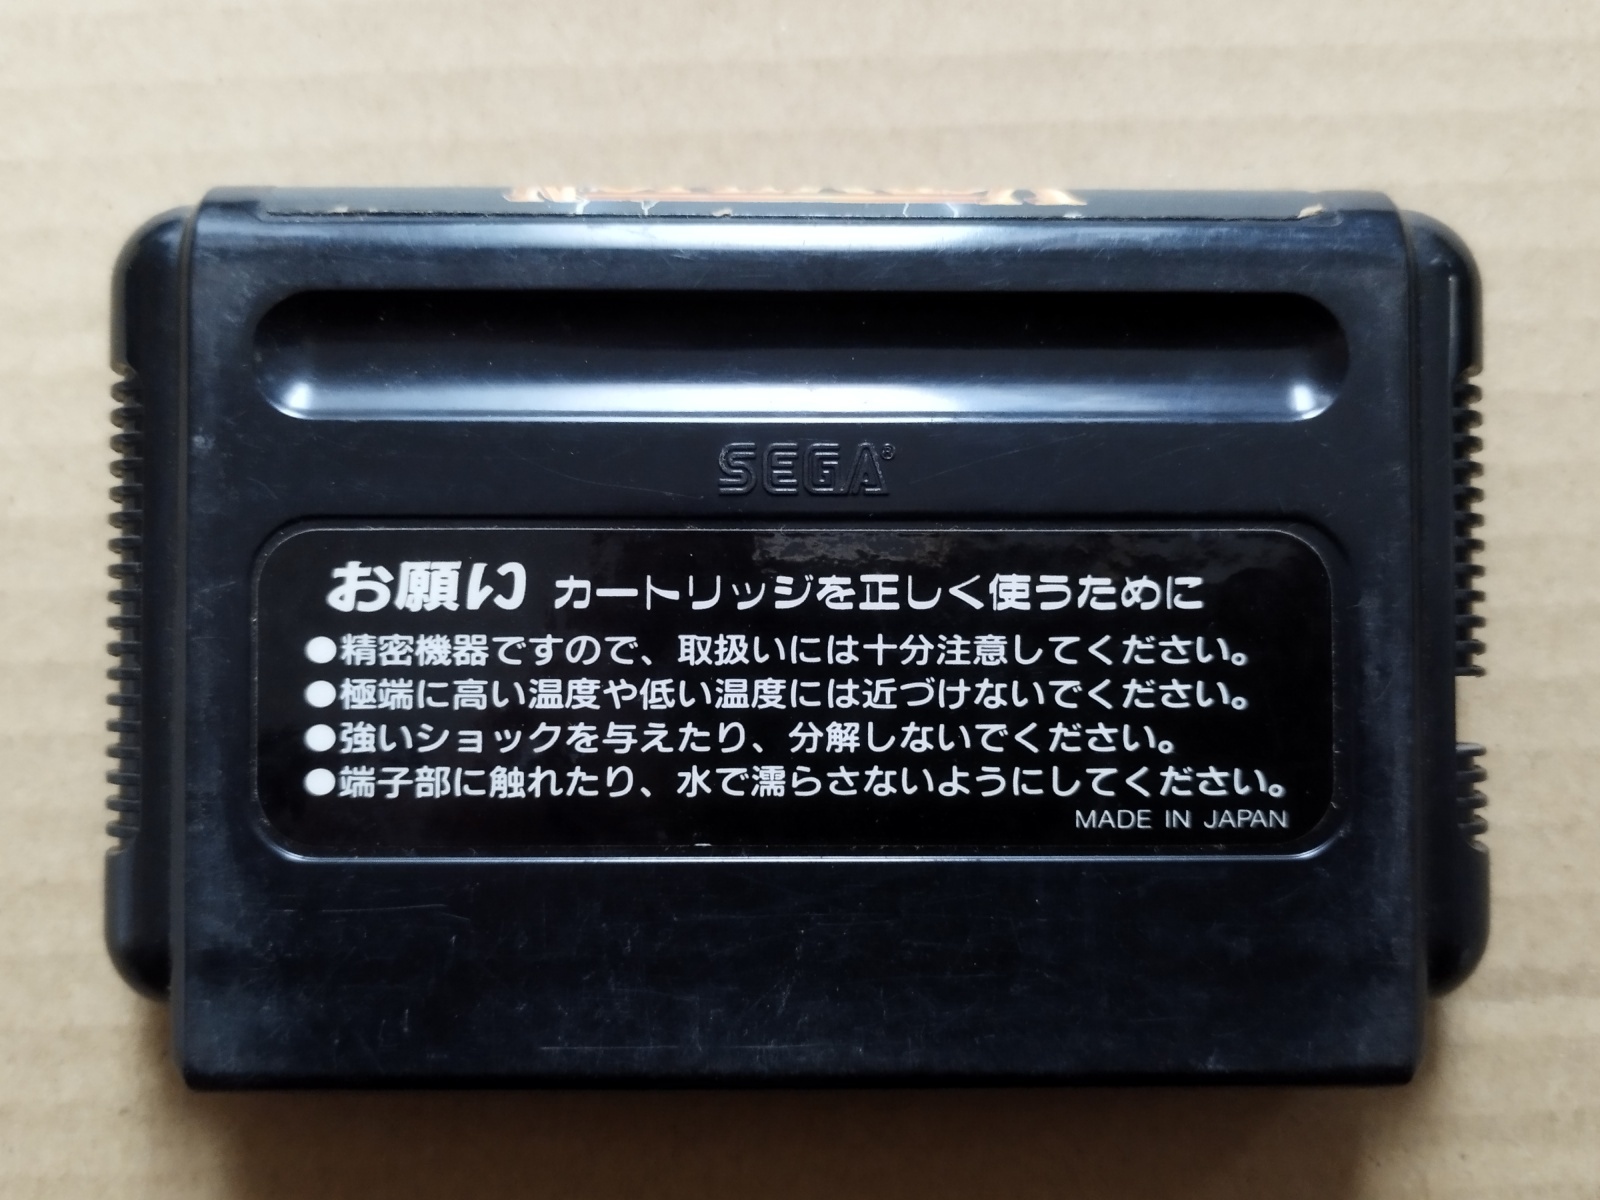 SEGA®
お願い カートリッジを正しく使うために
●精密機器ですので、取扱いには十分注意してください。
●極端に高い温度や低い温度には近づけないでください。
●強いショックを与えたり、分解しないでください。
●端子部に触れたり、水で濡らさないようにしてください。
MADE IN JAPAN